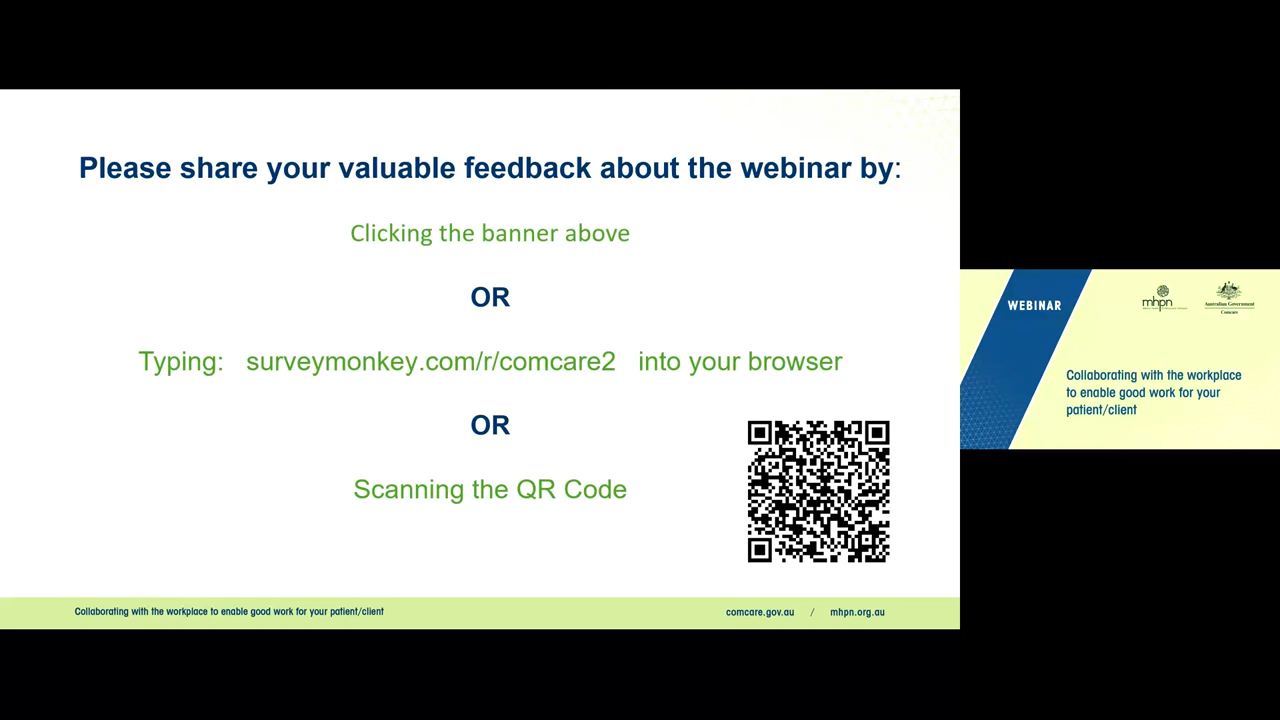 Please share your valuable feedback about the webinar by:
Clicking the banner above
OR
Typing: surveymonkey.com/r/comcare2 into your browser
OR
Scanning the QR Code
Collaborating with the workplace to enable good work for your patient/client
comcare.gov.au / mhpn.org.au
WEBINAR
mhpn
Australian Government
Comcare
Collaborating with the workplace
to enable good work for your
patient/client